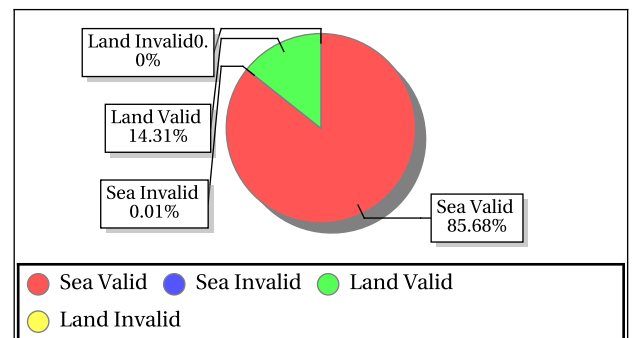 Land Invalid0.
0%
Land Valid
14.31%
Sea Invalid
0.01%
Sea Valid
85.68%
Sea Valid Sea Invalid Land Valid
Land Invalid